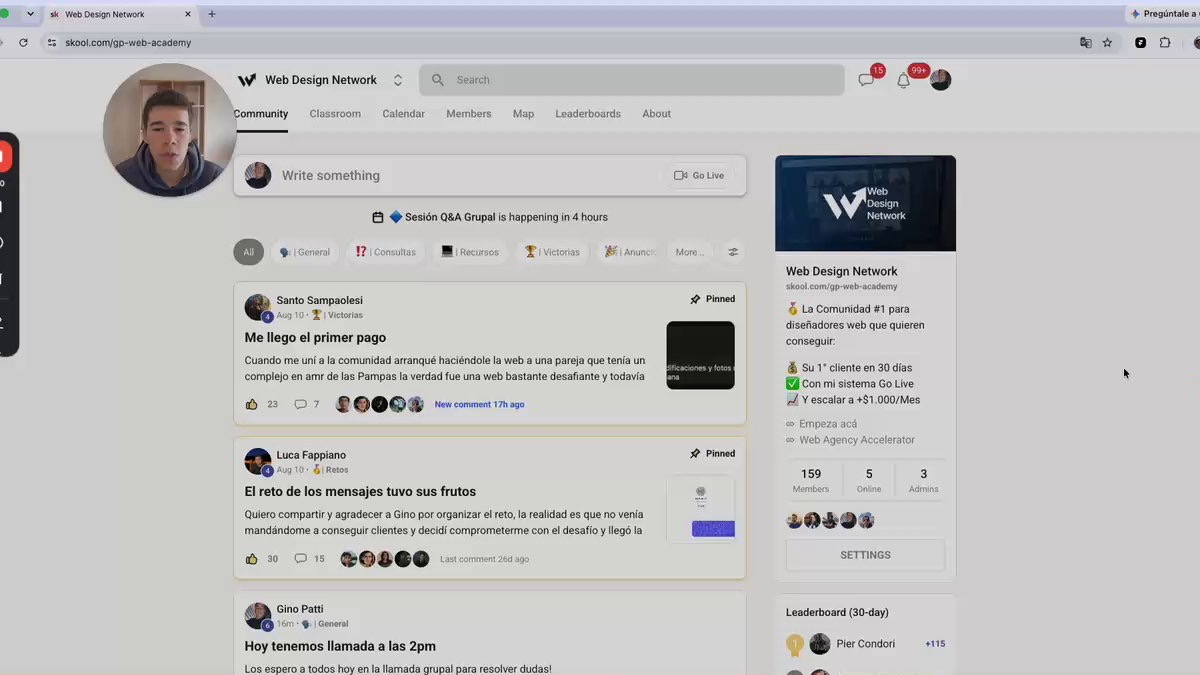 sk Web Design Network
Pregúntale a
skool.com/gp-web-academy
Web Design Network
Search
15
99+
Community
Classroom
Calendar
Members
Map
Leaderboards
About
Write something
Go Live
Sesión Q&A Grupal is happening in 4 hours
All
| General
| Consultas
| Recursos
| Victorias
| Anunc
More...
Santo Sampaolesi
4
Aug 10 · | Victorias
Pinned
Me llego el primer pago
Cuando me uní a la comunidad arranqué haciéndole la web a una pareja que tenía un
complejo en amr de las Pampas la verdad fue una web bastante desafiante y todavía
dificaciones y fotos
ana
23
7
New comment 17h ago
Luca Fappiano
4
Aug 10 · | Retos
Pinned
El reto de los mensajes tuvo sus frutos
Quiero compartir y agradecer a Gino por organizar el reto, la realidad es que no venía
mandándome a conseguir clientes y decidí comprometerme con el desafío y llegó la
30
15
Last comment 26d ago
Gino Patti
6
16m · | General
Hoy tenemos llamada a las 2pm
Los espero a todos hoy en la llamada grupal para resolver dudas!
Web
Design
Network
Web Design Network
skool.com/gp-web-academy
La Comunidad #1 para
diseñadores web que quieren
conseguir:
Su 1° cliente en 30 días
Con mi sistema Go Live
Y escalar a +$1.000/Mes
Empeza acá
Web Agency Accelerator
159
Members
5
Online
3
Admins
SETTINGS
Leaderboard (30-day)
1
Pier Condori
+115